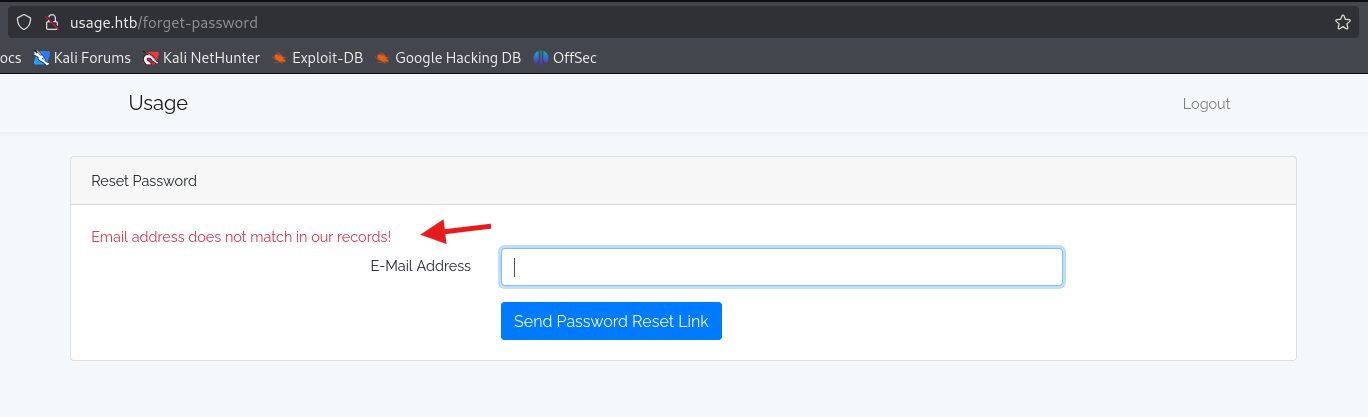 usage.htb/forget-password
ocs Kali Forums Kali NetHunter Exploit-DB Google Hacking DB OffSec
Usage Logout
Reset Password
Email address does not match in our records!
E-Mail Address
Send Password Reset Link